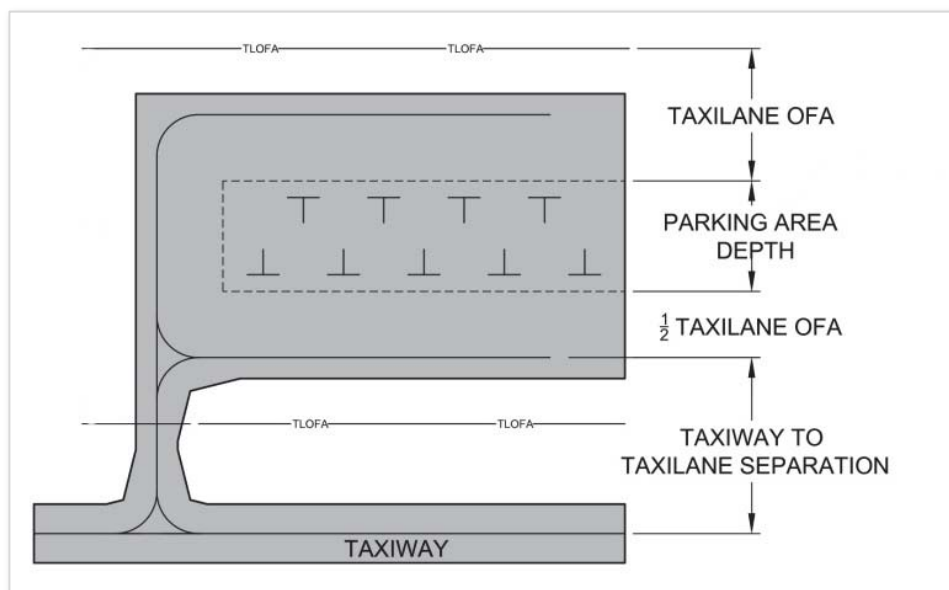 TLOFA TLOFA
TAXILANE OFA
PARKING AREA
DEPTH
½ TAXILANE OFA
TLOFA TLOFA
TAXIWAY TO
TAXILANE SEPARATION
TAXIWAY